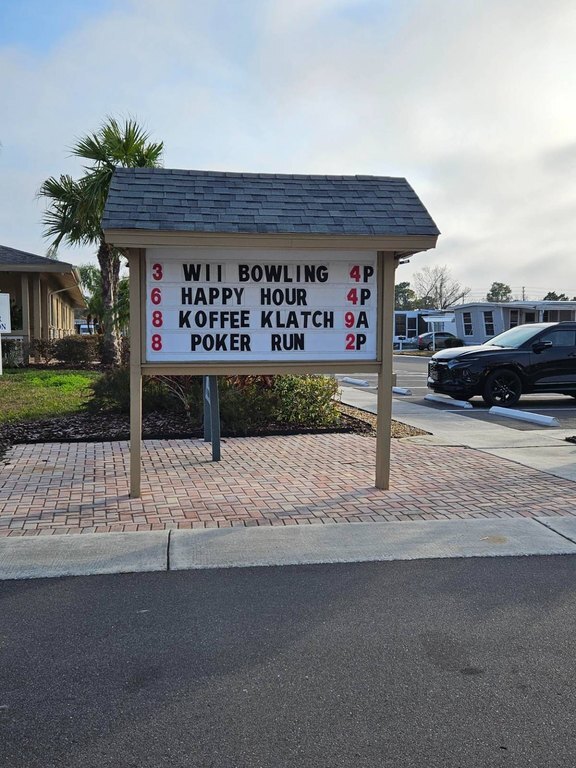 3 WII BOWLING 4P
6 HAPPY HOUR 4P
8 KOFFEE KLATCH 9A
8 POKER RUN 2P